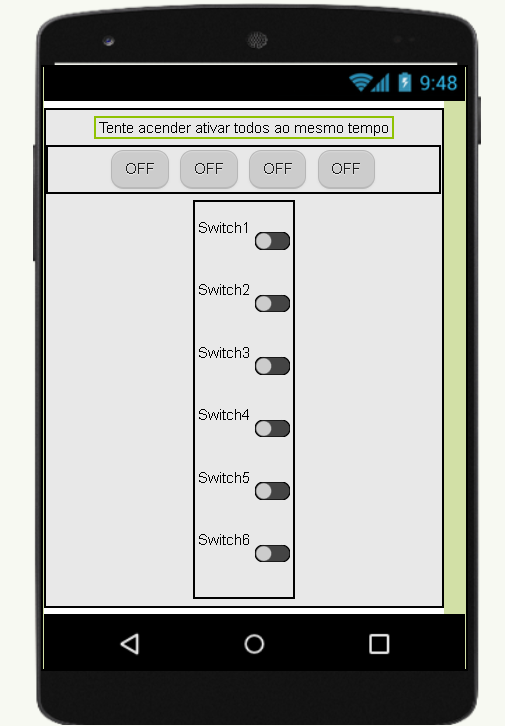 9:48
Tente acender ativar todos ao mesmo tempo
OFF OFF OFF OFF
Switch1
Switch2
Switch3
Switch4
Switch5
Switch6